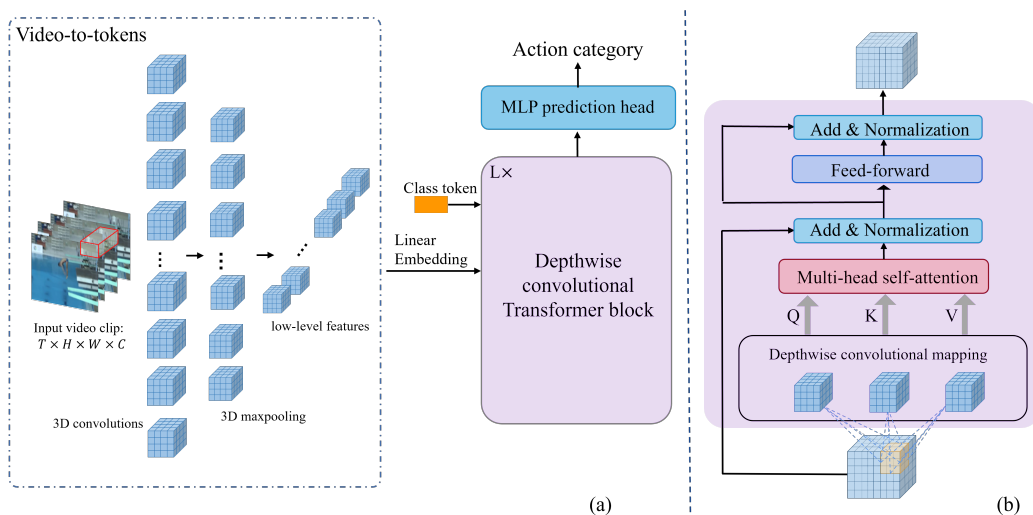 Video-to-tokens
Input video clip:
T × H × W × C
3D convolutions
3D maxpooling
low-level features
Action category
MLP prediction head
L×
Class token
Linear
Embedding
Depthwise
convolutional
Transformer block
(a)
Add & Normalization
Feed-forward
Add & Normalization
Multi-head self-attention
Q K V
Depthwise convolutional mapping
(b)